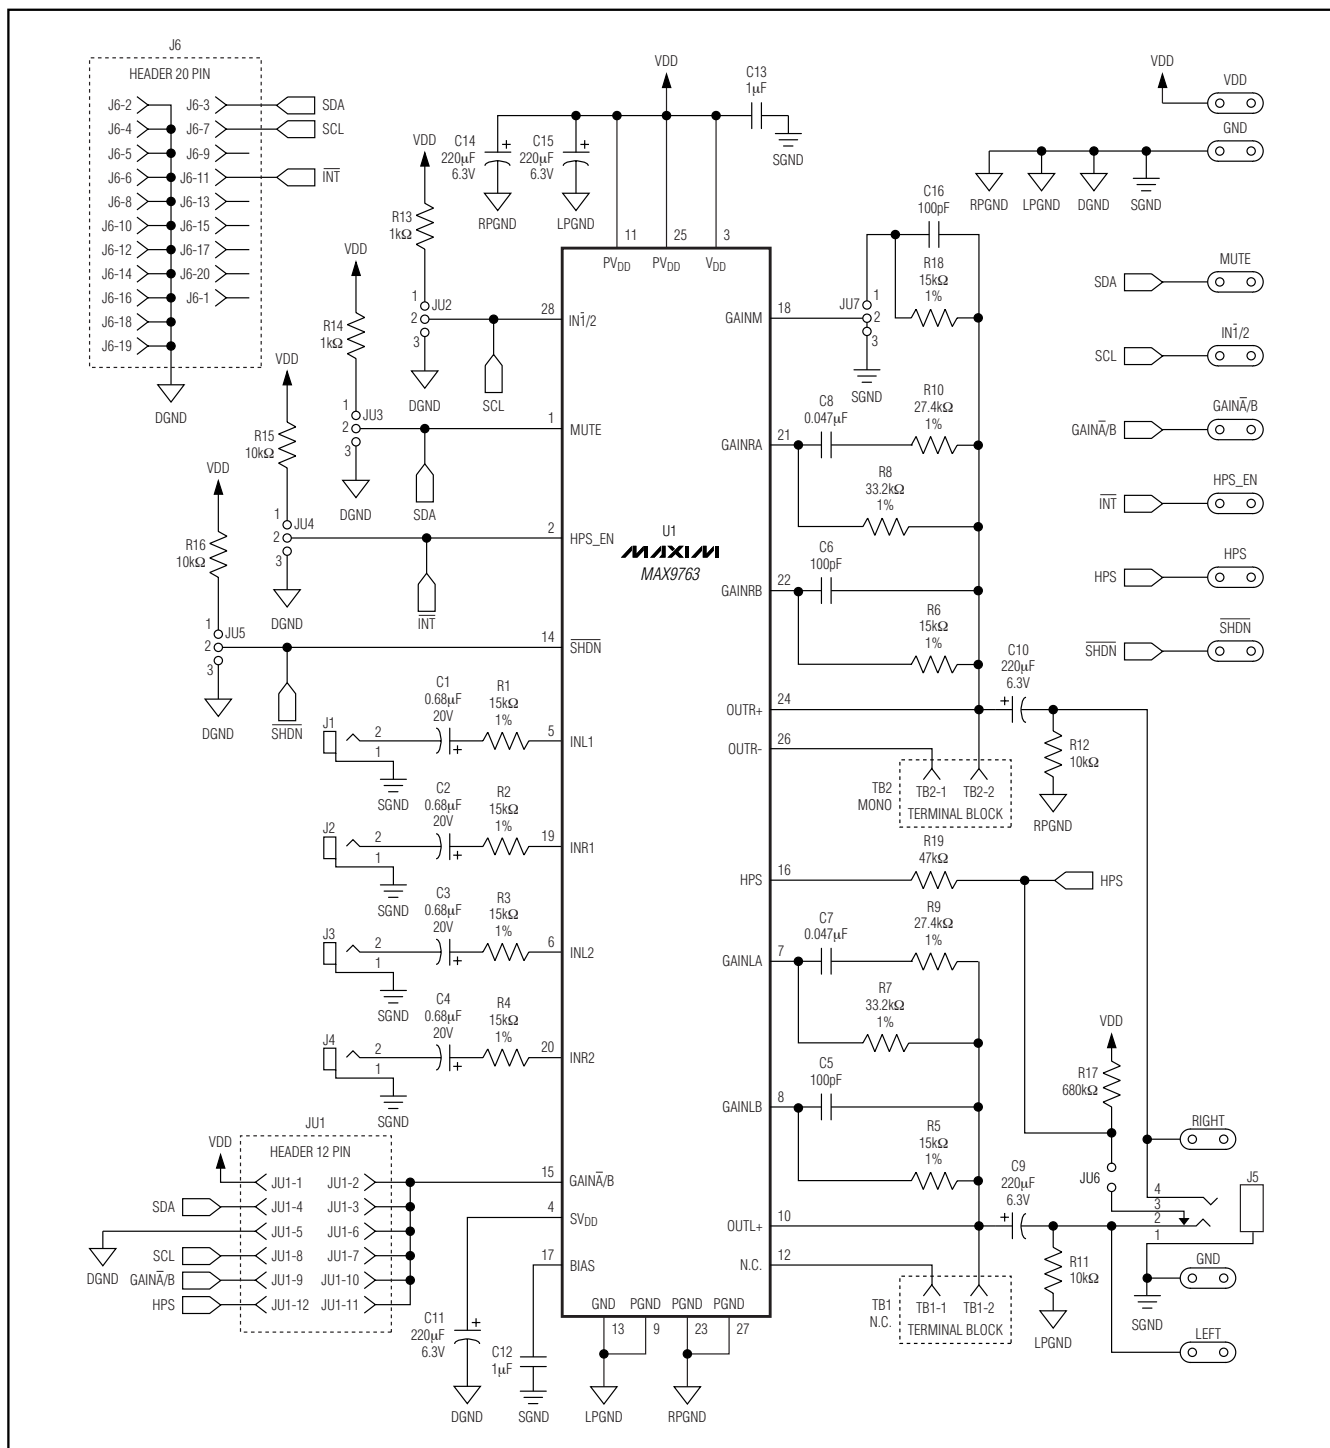 J6
HEADER 20 PIN
J6-2 J6-3 SDA
J6-4 J6-7 SCL
J6-5 J6-9
J6-6 J6-11 I̅N̅T̅
J6-8 J6-13
J6-10 J6-15
J6-12 J6-17
J6-14 J6-20
J6-16 J6-1
J6-18
J6-19
DGND
VDD
C13
1µF
SGND
C14
220µF
6.3V
+
RPGND
C15
220µF
6.3V
+
LPGND
VDD
VDD
GND
RPGND LPGND DGND SGND
VDD
R13
1kΩ
1
2
3
JU2
DGND
SCL
VDD
R14
1kΩ
1
2
3
JU3
DGND
SDA
VDD
R15
10kΩ
1
2
3
JU4
DGND
I̅N̅T̅
VDD
R16
10kΩ
1
2
3
JU5
DGND
S̅H̅D̅N̅
11 25 3
PVDD PVDD VDD
28 IN1̅/2
1 MUTE
2 HPS_EN
14 S̅H̅D̅N̅
U1
MAXIM
MAX9763
GAINM 18
JU7
1
2
3
SGND
C16
100pF
R18
15kΩ
1%
GAINRA 21
C8
0.047µF
R10
27.4kΩ
1%
R8
33.2kΩ
1%
GAINRB 22
C6
100pF
R6
15kΩ
1%
OUTR+ 24
C10
220µF
6.3V
+
R12
10kΩ
RPGND
OUTR- 26
TB2
MONO
TB2-1 TB2-2
TERMINAL BLOCK
SDA MUTE
SCL IN1̅/2
GAINA̅/B GAINA̅/B
I̅N̅T̅ HPS_EN
HPS HPS
S̅H̅D̅N̅ S̅H̅D̅N̅
J1
2
1
SGND
C1
0.68µF
20V
+
R1
15kΩ
1%
5 INL1
J2
2
1
SGND
C2
0.68µF
20V
+
R2
15kΩ
1%
19 INR1
J3
2
1
SGND
C3
0.68µF
20V
+
R3
15kΩ
1%
6 INL2
J4
2
1
SGND
C4
0.68µF
20V
+
R4
15kΩ
1%
20 INR2
HPS 16
R19
47kΩ
HPS
GAINLA 7
C7
0.047µF
R9
27.4kΩ
1%
R7
33.2kΩ
1%
GAINLB 8
C5
100pF
R5
15kΩ
1%
OUTL+ 10
C9
220µF
6.3V
+
R11
10kΩ
LPGND
N.C. 12
TB1
N.C.
TB1-1 TB1-2
TERMINAL BLOCK
VDD
R17
680kΩ
JU6
4
3
2
1
J5
SGND
RIGHT
GND
LEFT
JU1
HEADER 12 PIN
VDD JU1-1 JU1-2
SDA JU1-4 JU1-3
JU1-5 JU1-6
SCL JU1-8 JU1-7
GAINA̅/B JU1-9 JU1-10
HPS JU1-12 JU1-11
DGND
15 GAINA̅/B
4 SVDD
17 BIAS
C11
220µF
6.3V
+
DGND
C12
1µF
SGND
GND PGND PGND PGND
13 9 23 27
LPGND RPGND